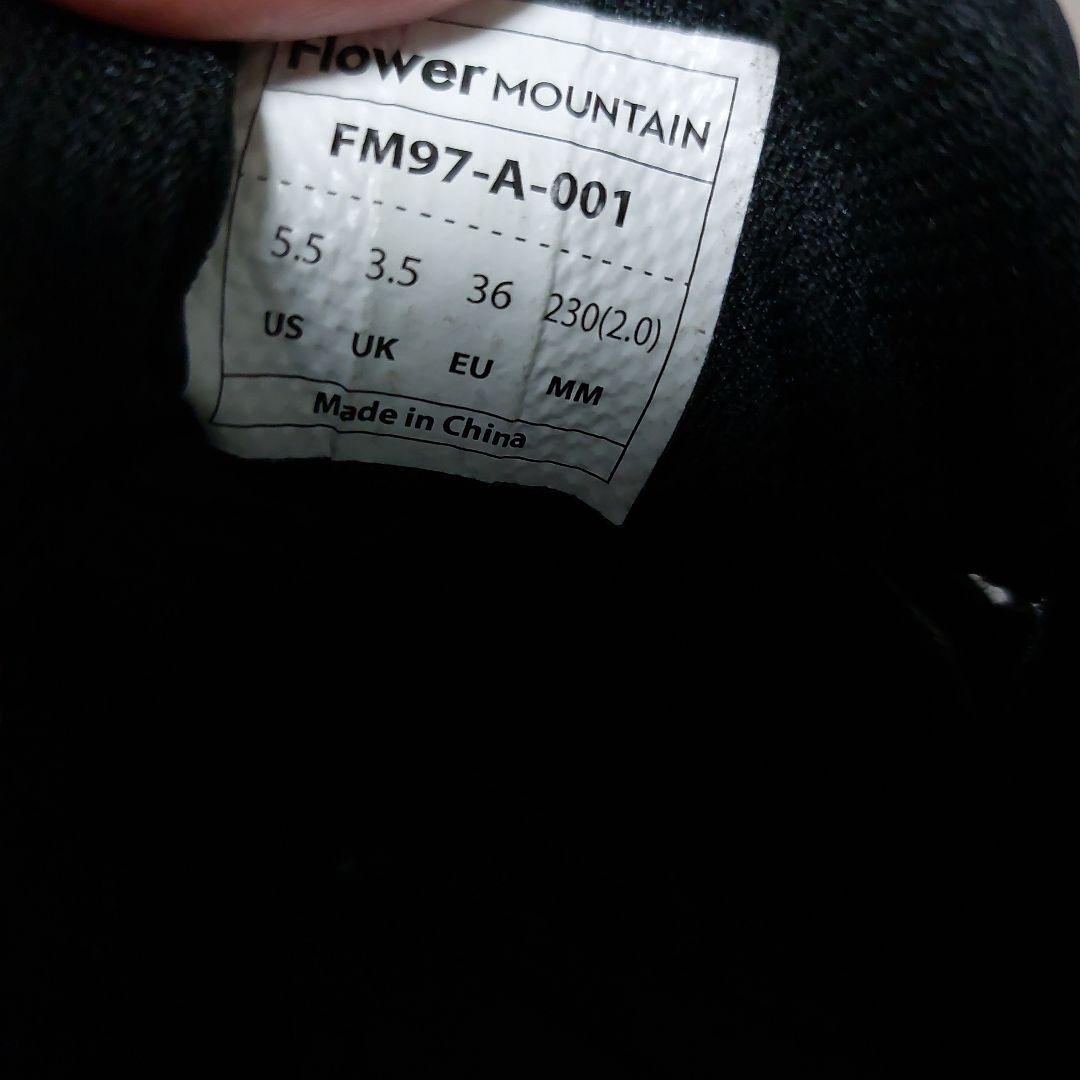 Flower MOUNTAIN
FM97-A-001
5.5 3.5 36 230(2.0)
US UK EU MM
Made in China